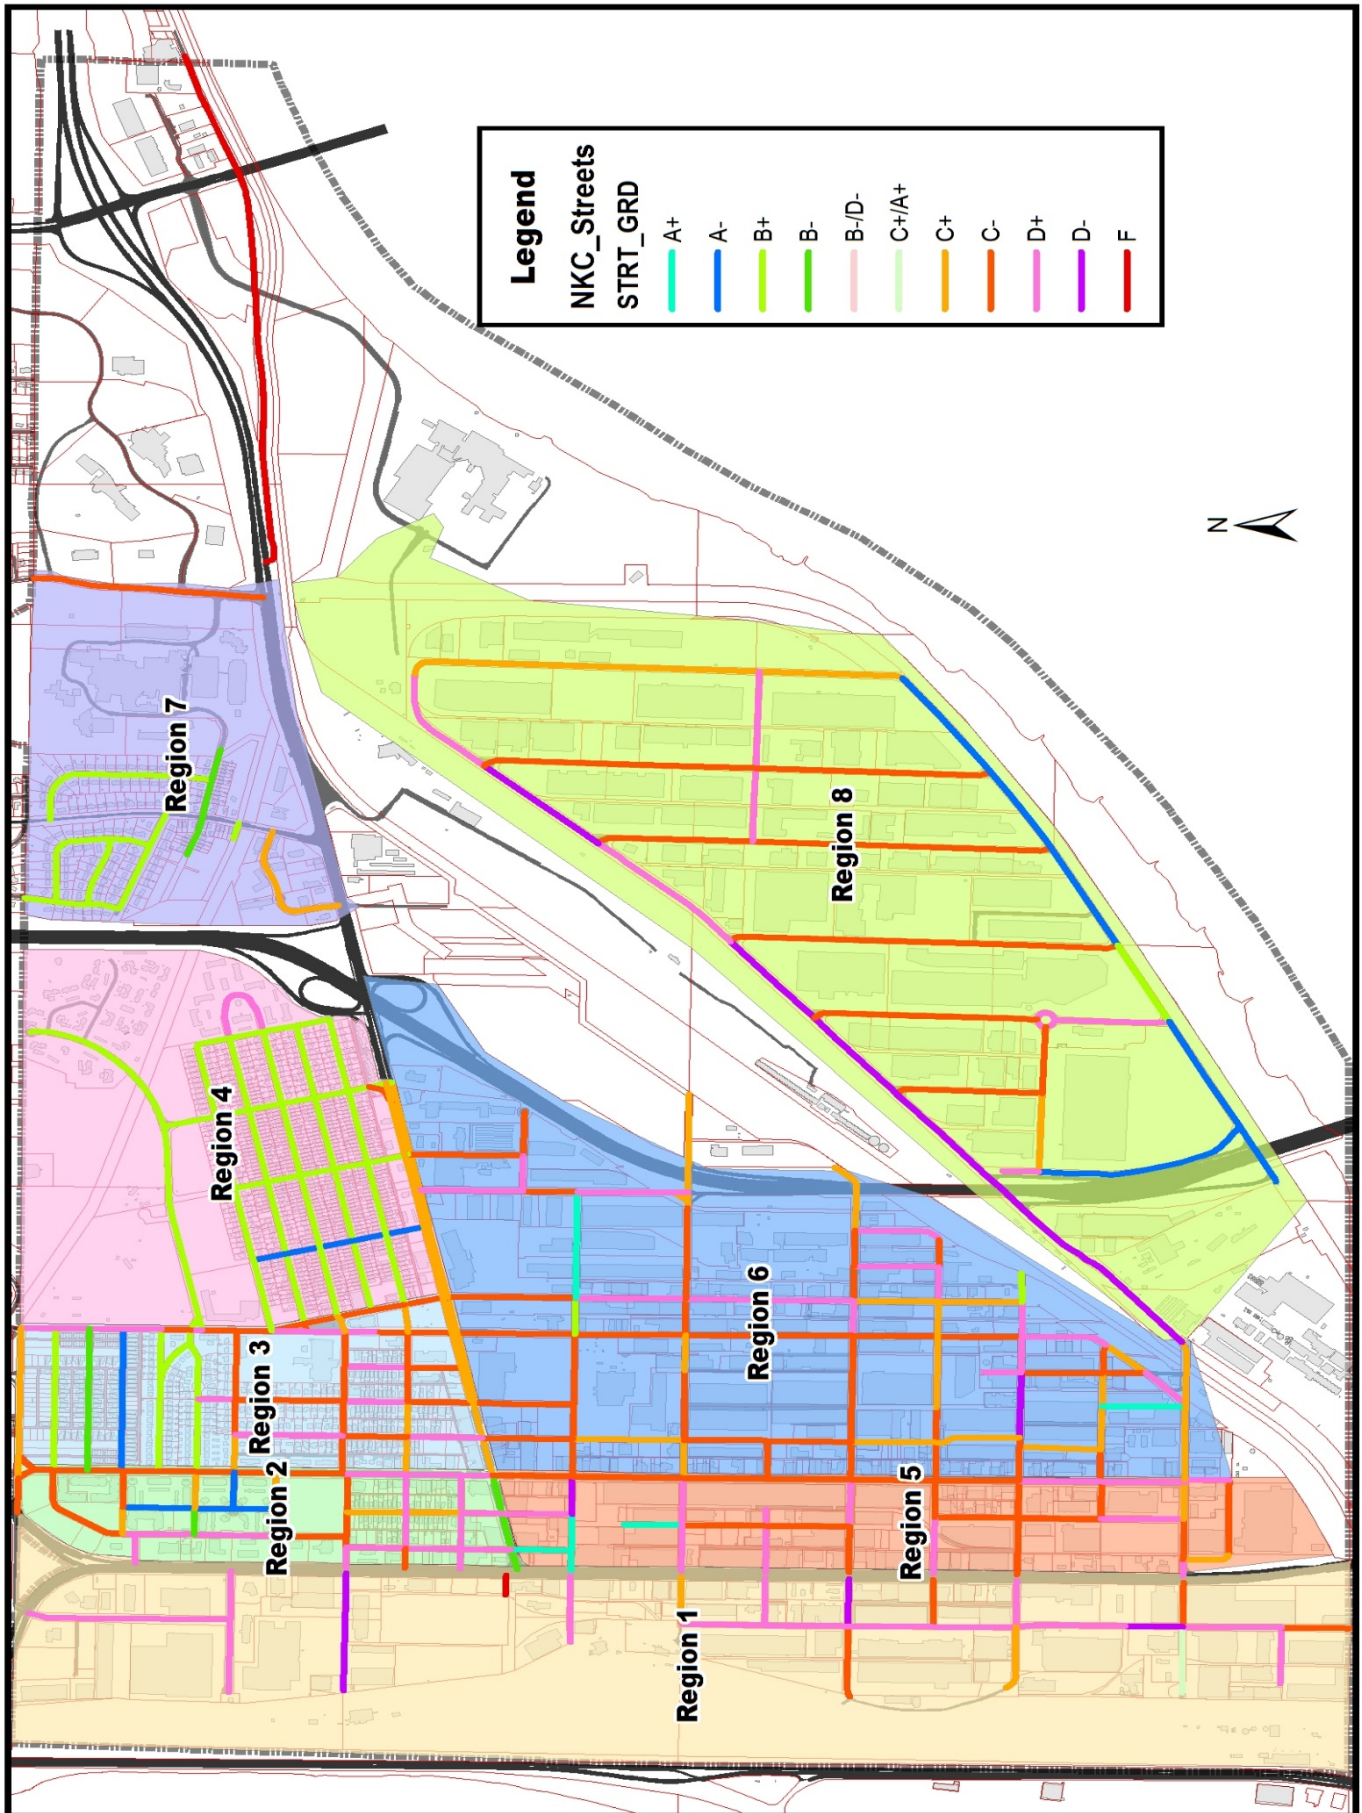 Legend
NKC_Streets
STRT_GRD
A+
A-
B+
B-
B-/D-
C+/A+
C+
C-
D+
D-
F
N
Region 7
Region 8
Region 4
Region 3
Region 2
Region 6
Region 5
Region 1